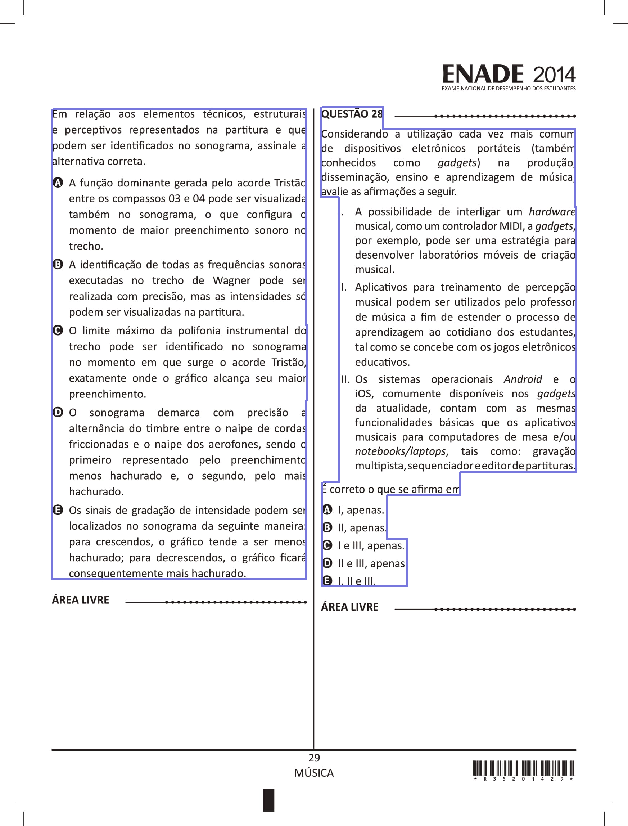 ENADE 2014
EXAME NACIONAL DE DESEMPENHO DOS ESTUDANTES
Em relação aos elementos técnicos, estruturais
e perceptivos representados na partitura e que
podem ser identificados no sonograma, assinale a
alternativa correta.
A A função dominante gerada pelo acorde Tristão
entre os compassos 03 e 04 pode ser visualizada
também no sonograma, o que configura o
momento de maior preenchimento sonoro no
trecho.
B A identificação de todas as frequências sonoras
executadas no trecho de Wagner pode ser
realizada com precisão, mas as intensidades só
podem ser visualizadas na partitura.
C O limite máximo da polifonia instrumental do
trecho pode ser identificado no sonograma
no momento em que surge o acorde Tristão,
exatamente onde o gráfico alcança seu maior
preenchimento.
D O sonograma demarca com precisão a
alternância do timbre entre o naipe de cordas
friccionadas e o naipe dos aerofones, sendo o
primeiro representado pelo preenchimento
menos hachurado e, o segundo, pelo mais
hachurado.
E Os sinais de gradação de intensidade podem ser
localizados no sonograma da seguinte maneira:
para crescendos, o gráfico tende a ser menos
hachurado; para decrescendos, o gráfico ficará
consequentemente mais hachurado.
ÁREA LIVRE
QUESTÃO 28
Considerando a utilização cada vez mais comum
de dispositivos eletrônicos portáteis (também
conhecidos como gadgets) na produção,
disseminação, ensino e aprendizagem de música,
avalie as afirmações a seguir.
I. A possibilidade de interligar um hardware
musical, como um controlador MIDI, a gadgets,
por exemplo, pode ser uma estratégia para
desenvolver laboratórios móveis de criação
musical.
II. Aplicativos para treinamento de percepção
musical podem ser utilizados pelo professor
de música a fim de estender o processo de
aprendizagem ao cotidiano dos estudantes,
tal como se concebe com os jogos eletrônicos
educativos.
III. Os sistemas operacionais Android e o
iOS, comumente disponíveis nos gadgets
da atualidade, contam com as mesmas
funcionalidades básicas que os aplicativos
musicais para computadores de mesa e/ou
notebooks/laptops, tais como: gravação
multipista, sequenciador e editor de partituras.
É correto o que se afirma em
A I, apenas.
B II, apenas.
C I e III, apenas.
D II e III, apenas.
E I, II e III.
ÁREA LIVRE
29
MÚSICA